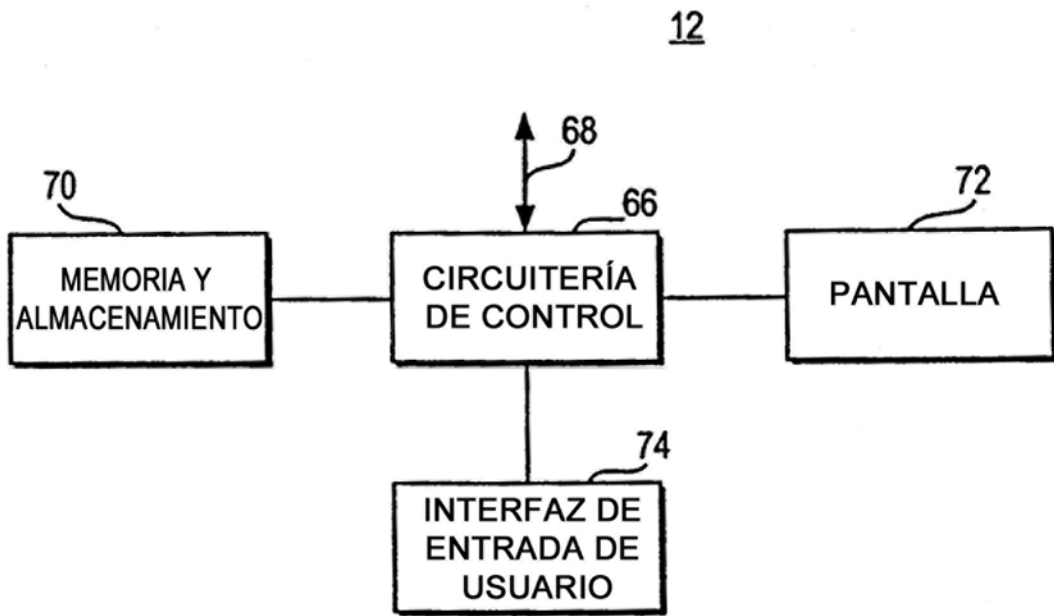 12
68
70
66
72
MEMORIA Y
ALMACENAMIENTO
CIRCUITERÍA
DE CONTROL
PANTALLA
74
INTERFAZ DE
ENTRADA DE
USUARIO